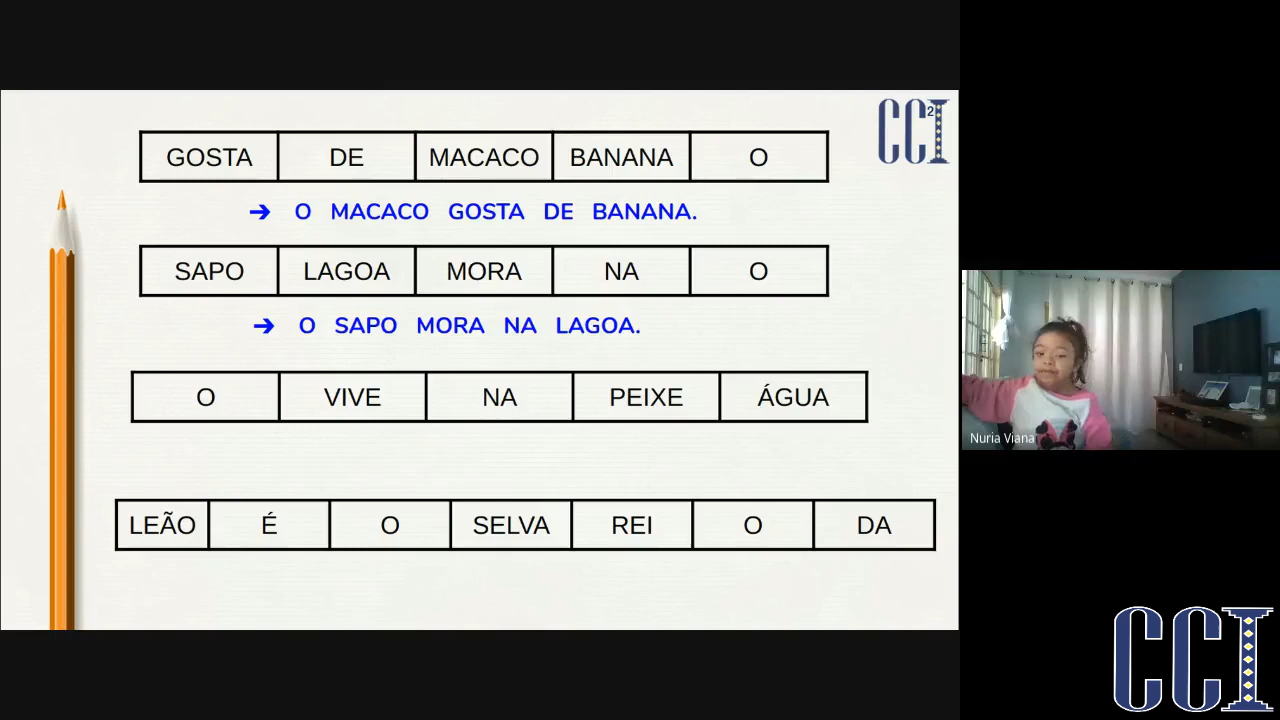 CCI
2
GOSTA DE MACACO BANANA O
➔ O MACACO GOSTA DE BANANA.
SAPO LAGOA MORA NA O
➔ O SAPO MORA NA LAGOA.
O VIVE NA PEIXE ÁGUA
LEÃO É O SELVA REI O DA
Nuria Viana
CCI